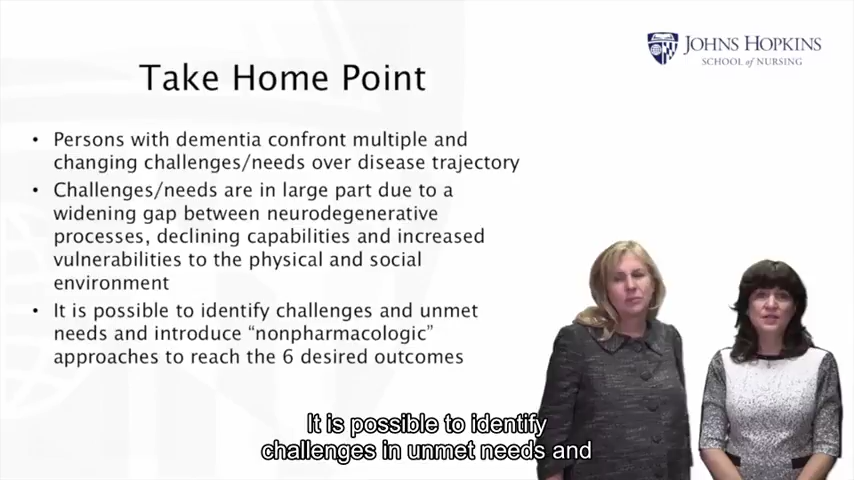 JOHNS HOPKINS
SCHOOL of NURSING
Take Home Point
• Persons with dementia confront multiple and
changing challenges/needs over disease trajectory
• Challenges/needs are in large part due to a
widening gap between neurodegenerative
processes, declining capabilities and increased
vulnerabilities to the physical and social
environment
• It is possible to identify challenges and unmet
needs and introduce “nonpharmacologic”
approaches to reach the 6 desired outcomes
It is possible to identify
challenges in unmet needs and